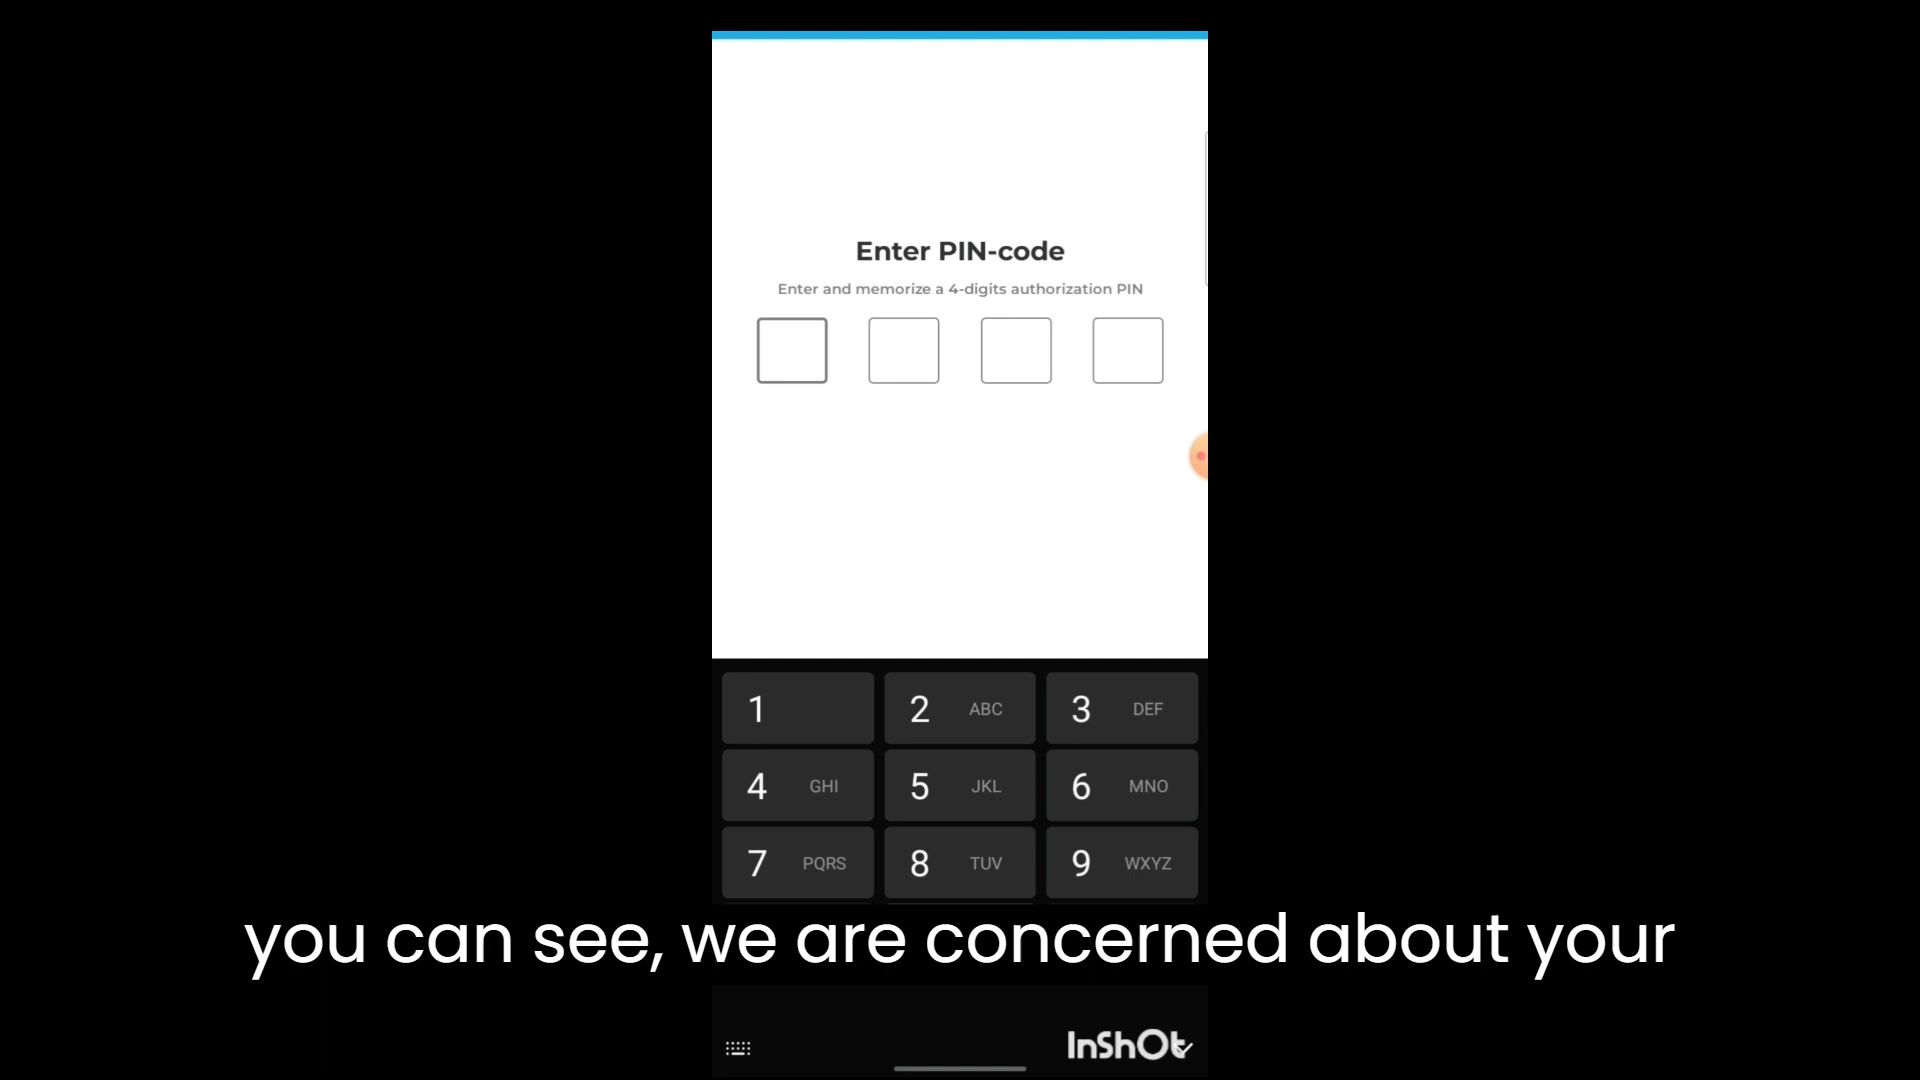 Enter PIN-code
Enter and memorize a 4-digits authorization PIN
1 2 ABC 3 DEF
4 GHI 5 JKL 6 MNO
7 PQRS 8 TUV 9 WXYZ
you can see, we are concerned about your
InShOt